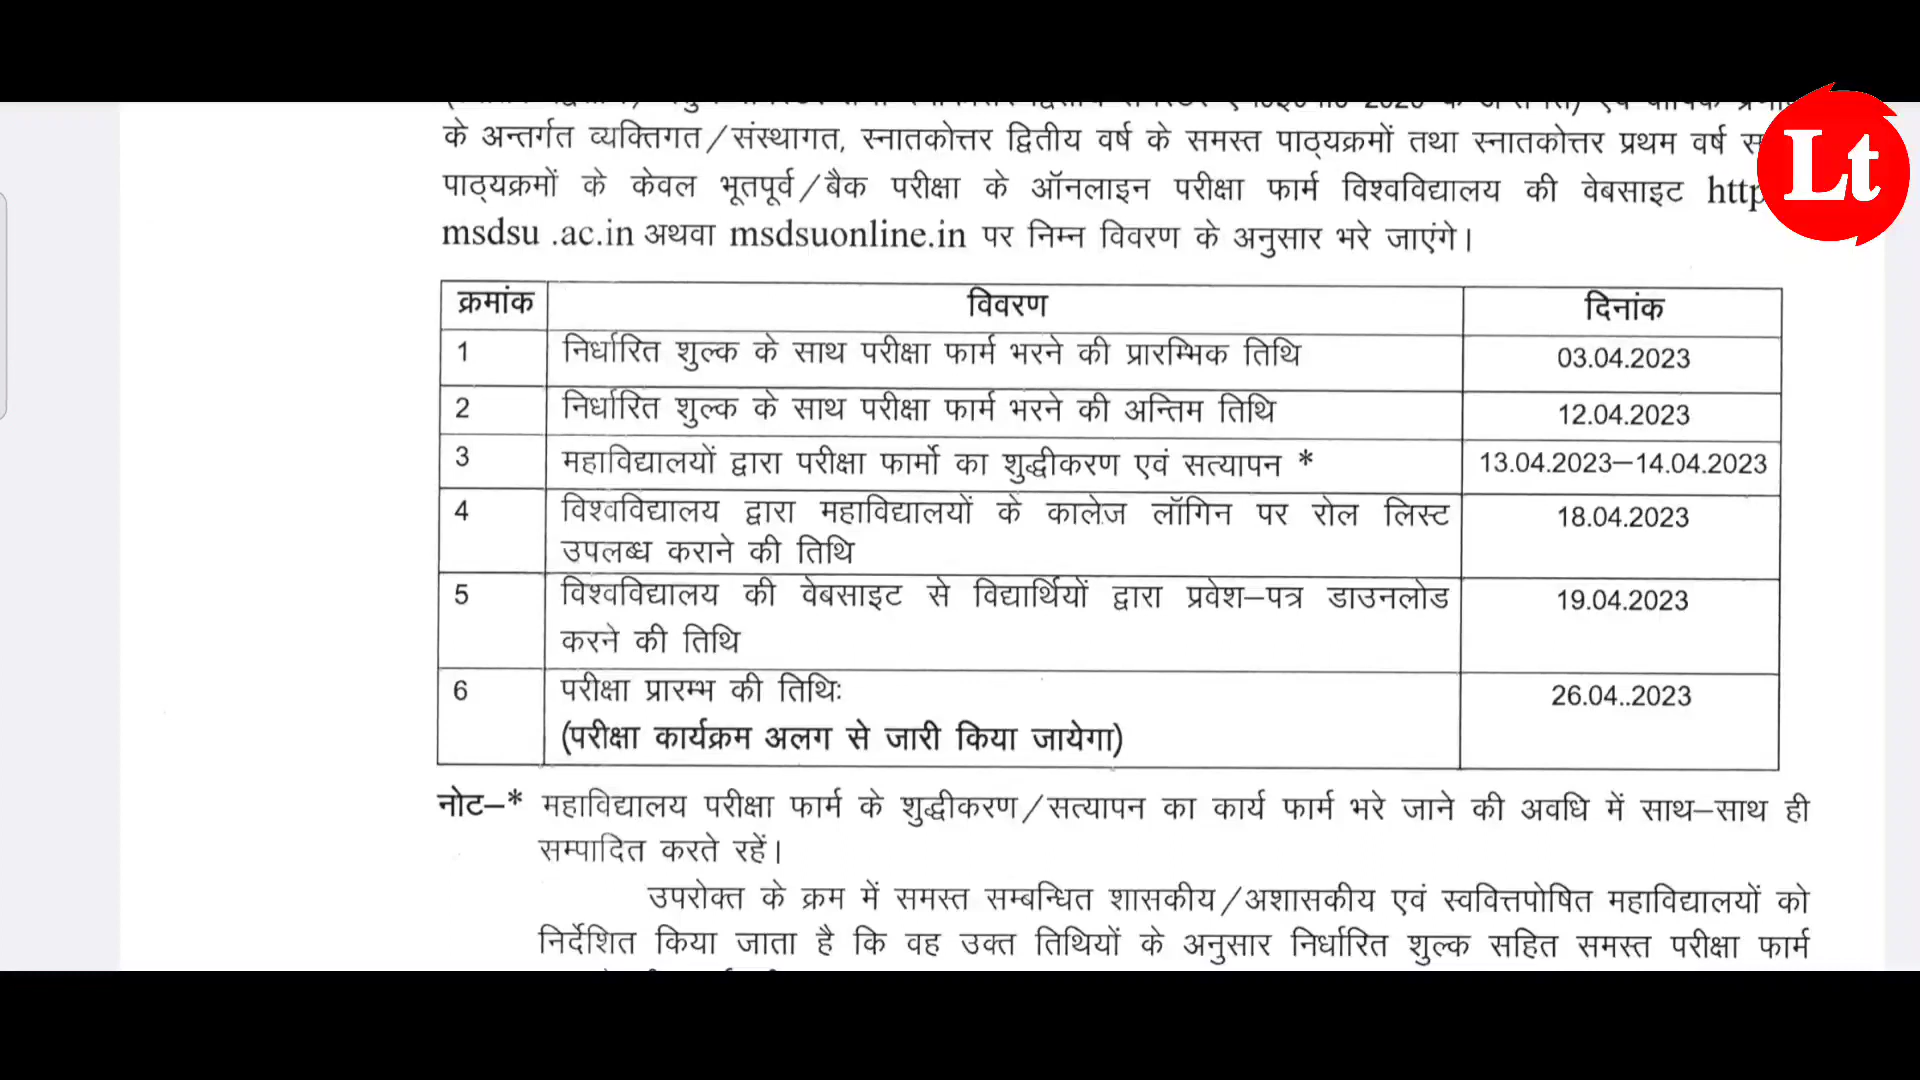 के अन्तर्गत व्यक्तिगत/संस्थागत, स्नातकोत्तर द्वितीय वर्ष के समस्त पाठ्यक्रमों तथा स्नातकोत्तर प्रथम वर्ष
पाठ्यक्रमों के केवल भूतपूर्व/बैक परीक्षा के ऑनलाइन परीक्षा फार्म विश्वविद्यालय की वेबसाइट http
Lt
msdsu .ac.in अथवा msdsuonline.in पर निम्न विवरण के अनुसार भरे जाएंगे।
क्रमांक विवरण दिनांक
1 निर्धारित शुल्क के साथ परीक्षा फार्म भरने की प्रारम्भिक तिथि 03.04.2023
2 निर्धारित शुल्क के साथ परीक्षा फार्म भरने की अन्तिम तिथि 12.04.2023
3 महाविद्यालयों द्वारा परीक्षा फार्मो का शुद्धीकरण एवं सत्यापन * 13.04.2023–14.04.2023
4 विश्वविद्यालय द्वारा महाविद्यालयों के कालेज लॉगिन पर रोल लिस्ट 18.04.2023
उपलब्ध कराने की तिथि
5 विश्वविद्यालय की वेबसाइट से विद्यार्थियों द्वारा प्रवेश–पत्र डाउनलोड 19.04.2023
करने की तिथि
6 परीक्षा प्रारम्भ की तिथिः 26.04..2023
(परीक्षा कार्यक्रम अलग से जारी किया जायेगा)
नोट–* महाविद्यालय परीक्षा फार्म के शुद्धीकरण/सत्यापन का कार्य फार्म भरे जाने की अवधि में साथ–साथ ही
सम्पादित करते रहें।
उपरोक्त के क्रम में समस्त सम्बन्धित शासकीय/अशासकीय एवं स्ववित्तपोषित महाविद्यालयों को
निर्देशित किया जाता है कि वह उक्त तिथियों के अनुसार निर्धारित शुल्क सहित समस्त परीक्षा फार्म